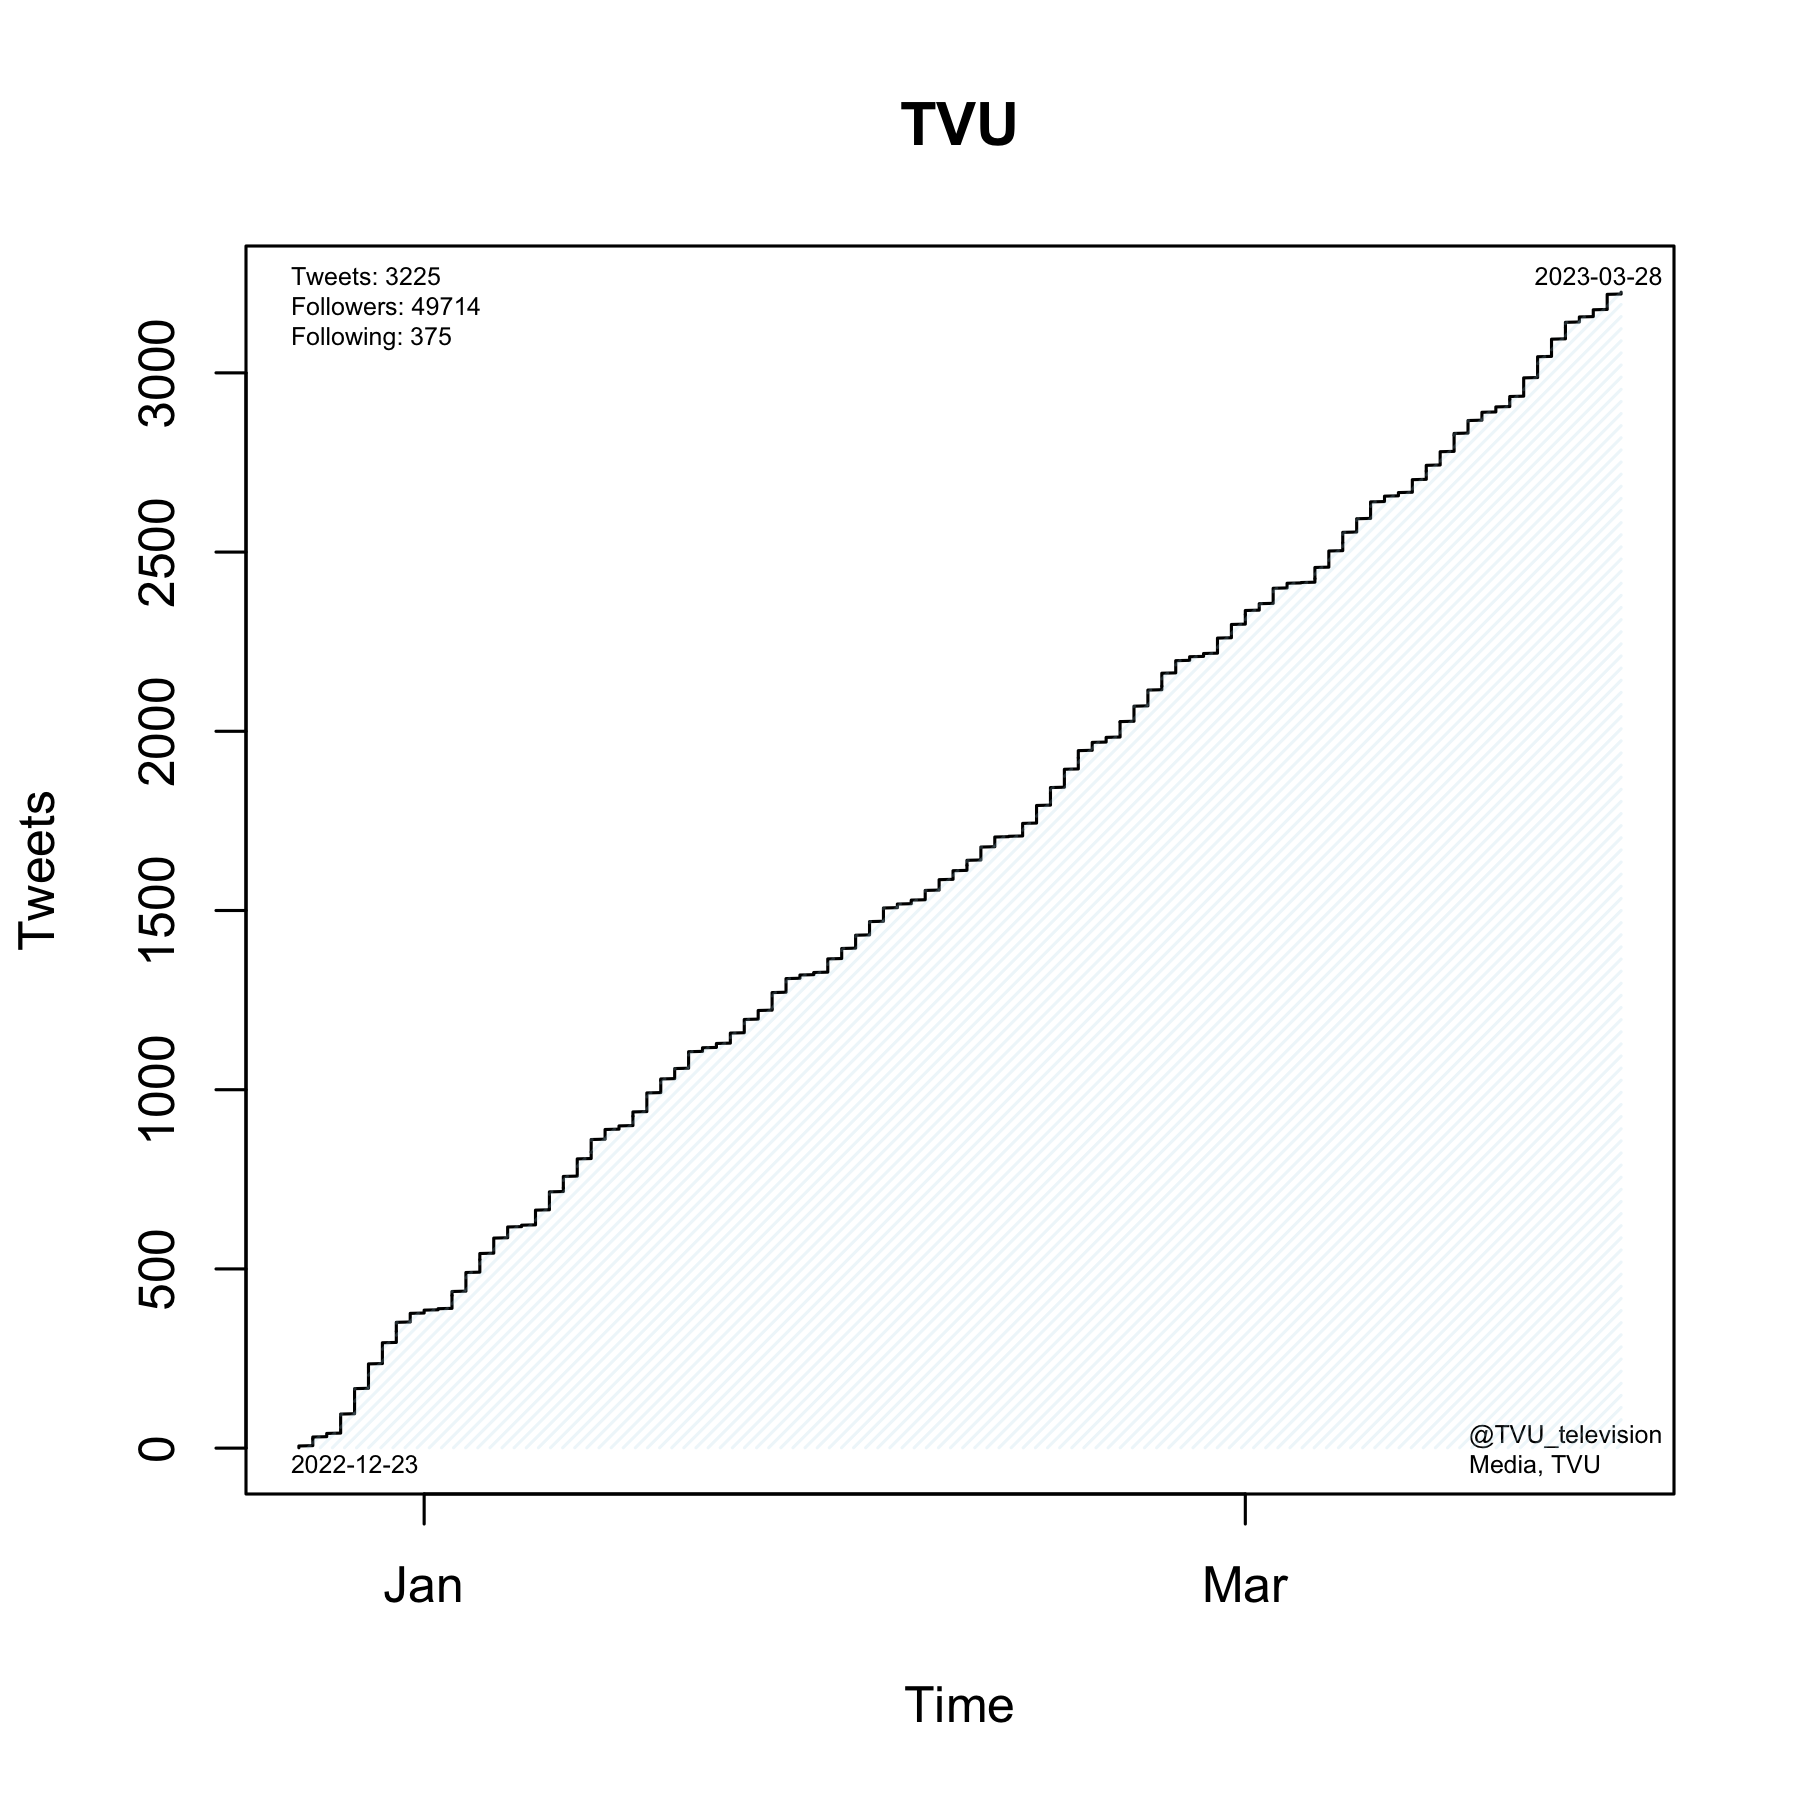 TVU
Tweets: 3225
Followers: 49714
Following: 375
2023-03-28
Tweets
3000
2500
2000
1500
1000
500
0
2022-12-23
@TVU_television
Media, TVU
Jan
Mar
Time